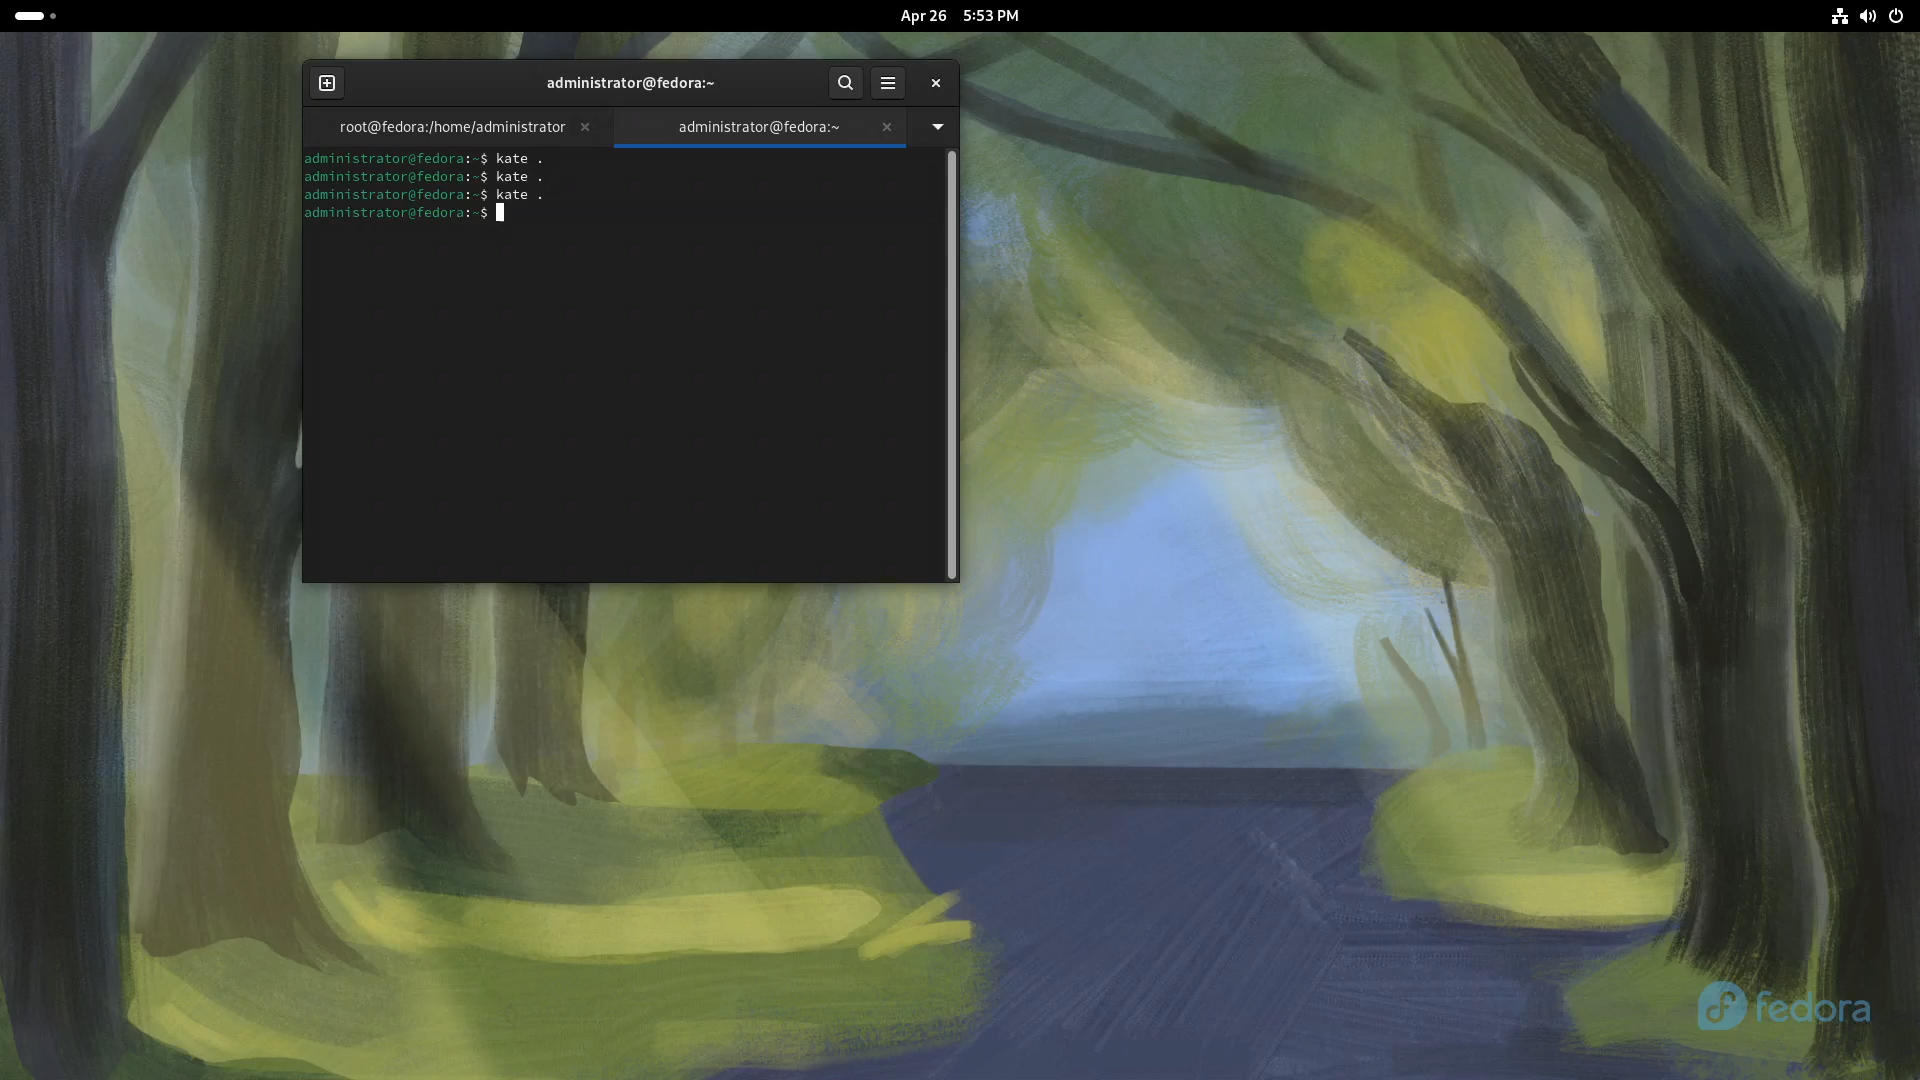 Apr 26 5:53 PM
administrator@fedora:~
root@fedora:/home/administrator
administrator@fedora:~
administrator@fedora:~$ kate .
administrator@fedora:~$ kate .
administrator@fedora:~$ kate .
administrator@fedora:~$
fedora